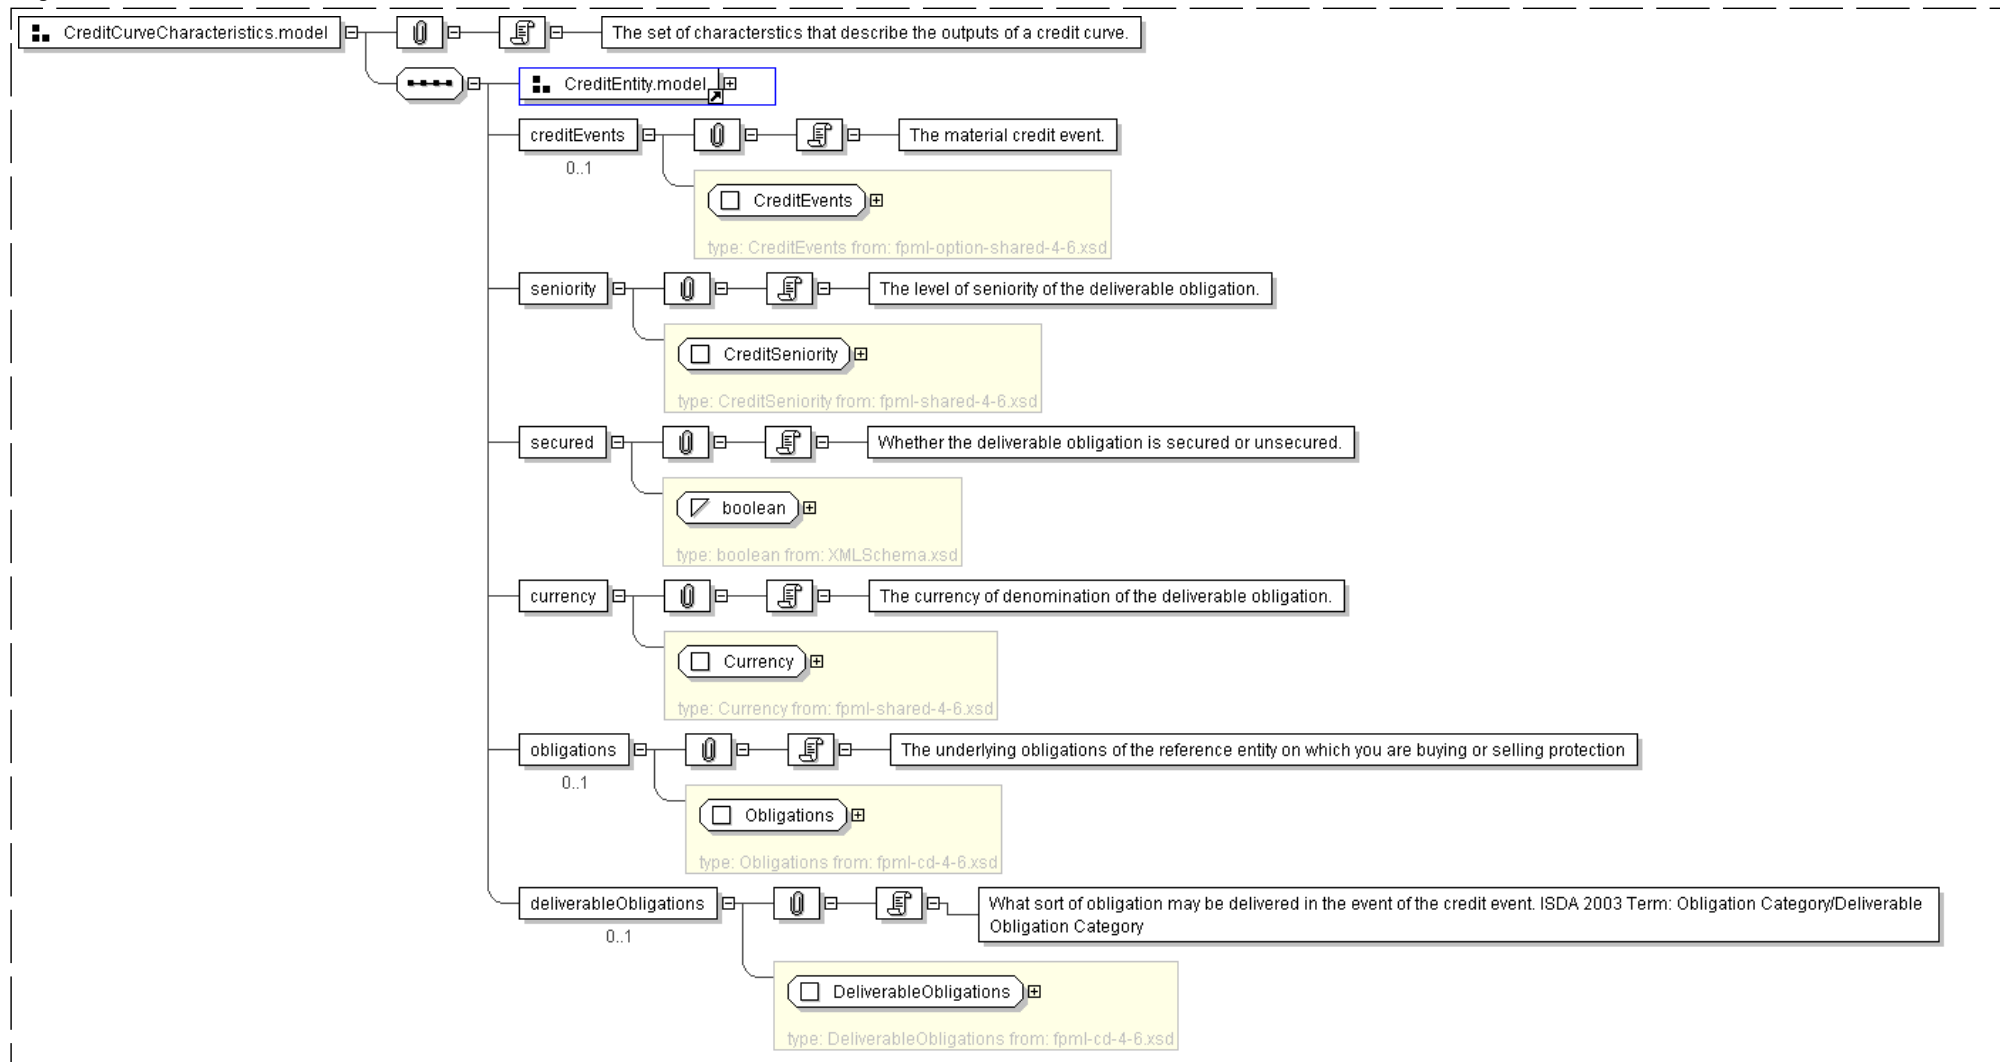 CreditCurveCharacteristics.model
The set of characterstics that describe the outputs of a credit curve.
CreditEntity.model
creditEvents
The material credit event.
0..1
CreditEvents
type: CreditEvents from: fpml-option-shared-4-6.xsd
seniority
The level of seniority of the deliverable obligation.
CreditSeniority
type: CreditSeniority from: fpml-shared-4-6.xsd
secured
Whether the deliverable obligation is secured or unsecured.
boolean
type: boolean from: XMLSchema.xsd
currency
The currency of denomination of the deliverable obligation.
Currency
type: Currency from: fpml-shared-4-6.xsd
obligations
The underlying obligations of the reference entity on which you are buying or selling protection
0..1
Obligations
type: Obligations from: fpml-cd-4-6.xsd
deliverableObligations
What sort of obligation may be delivered in the event of the credit event. ISDA 2003 Term: Obligation Category/Deliverable
Obligation Category
0..1
DeliverableObligations
type: DeliverableObligations from: fpml-cd-4-6.xsd